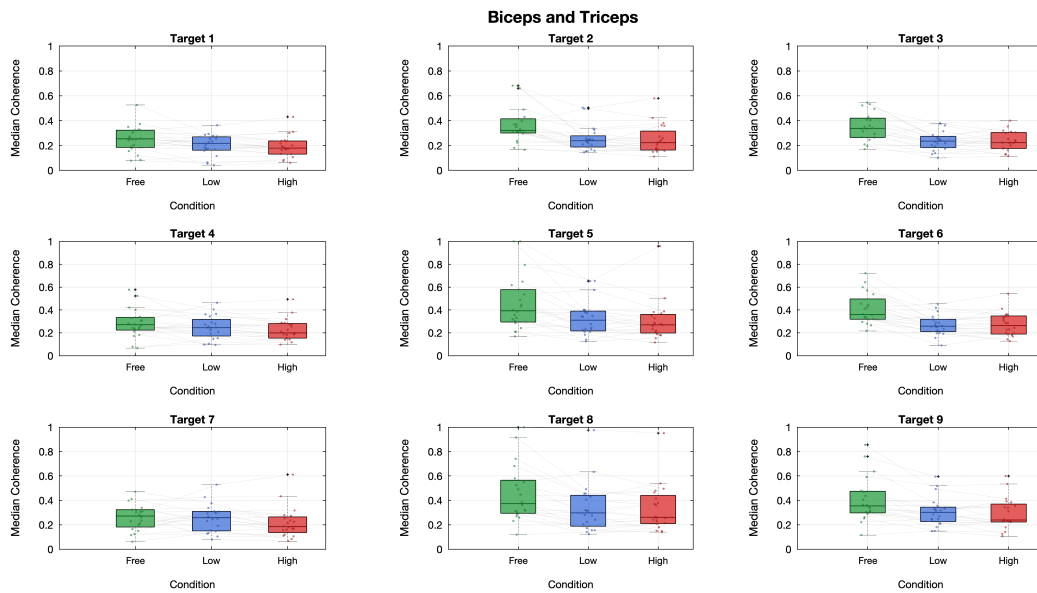 Biceps and Triceps
Target 1
Median Coherence
1
0.8
0.6
0.4
0.2
0
Free Low High
Condition
Target 2
Median Coherence
1
0.8
0.6
0.4
0.2
0
Free Low High
Condition
Target 3
Median Coherence
1
0.8
0.6
0.4
0.2
0
Free Low High
Condition
Target 4
Median Coherence
1
0.8
0.6
0.4
0.2
0
Free Low High
Condition
Target 5
Median Coherence
1
0.8
0.6
0.4
0.2
0
Free Low High
Condition
Target 6
Median Coherence
1
0.8
0.6
0.4
0.2
0
Free Low High
Condition
Target 7
Median Coherence
1
0.8
0.6
0.4
0.2
0
Free Low High
Condition
Target 8
Median Coherence
1
0.8
0.6
0.4
0.2
0
Free Low High
Condition
Target 9
Median Coherence
1
0.8
0.6
0.4
0.2
0
Free Low High
Condition